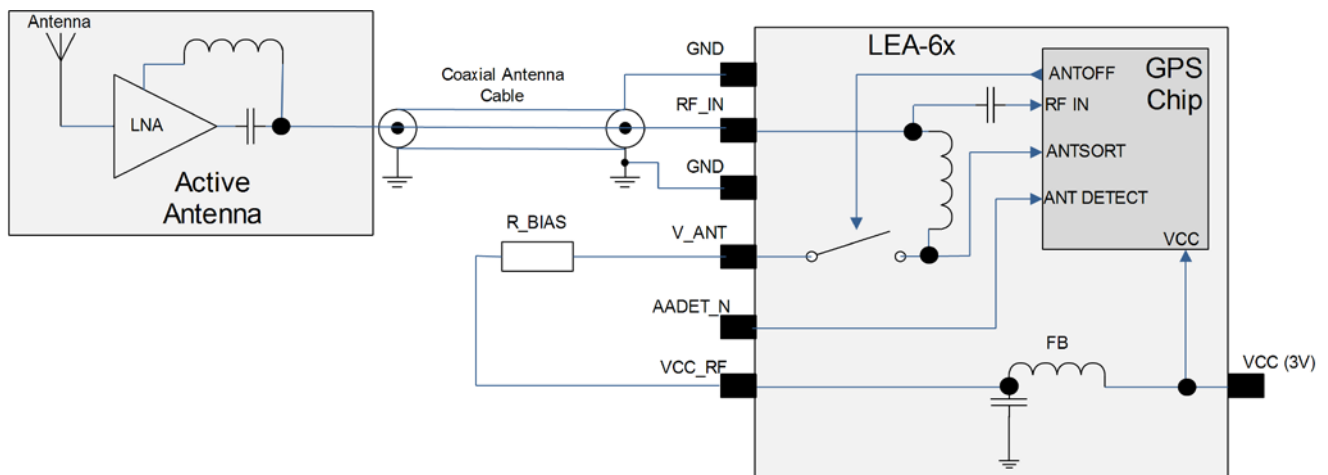 Antenna
LNA
Active
Antenna
Coaxial Antenna
Cable
R_BIAS
GND
RF_IN
GND
V_ANT
AADET_N
VCC_RF
LEA-6x
GPS
Chip
ANTOFF
RF IN
ANTSORT
ANT DETECT
VCC
FB
VCC (3V)